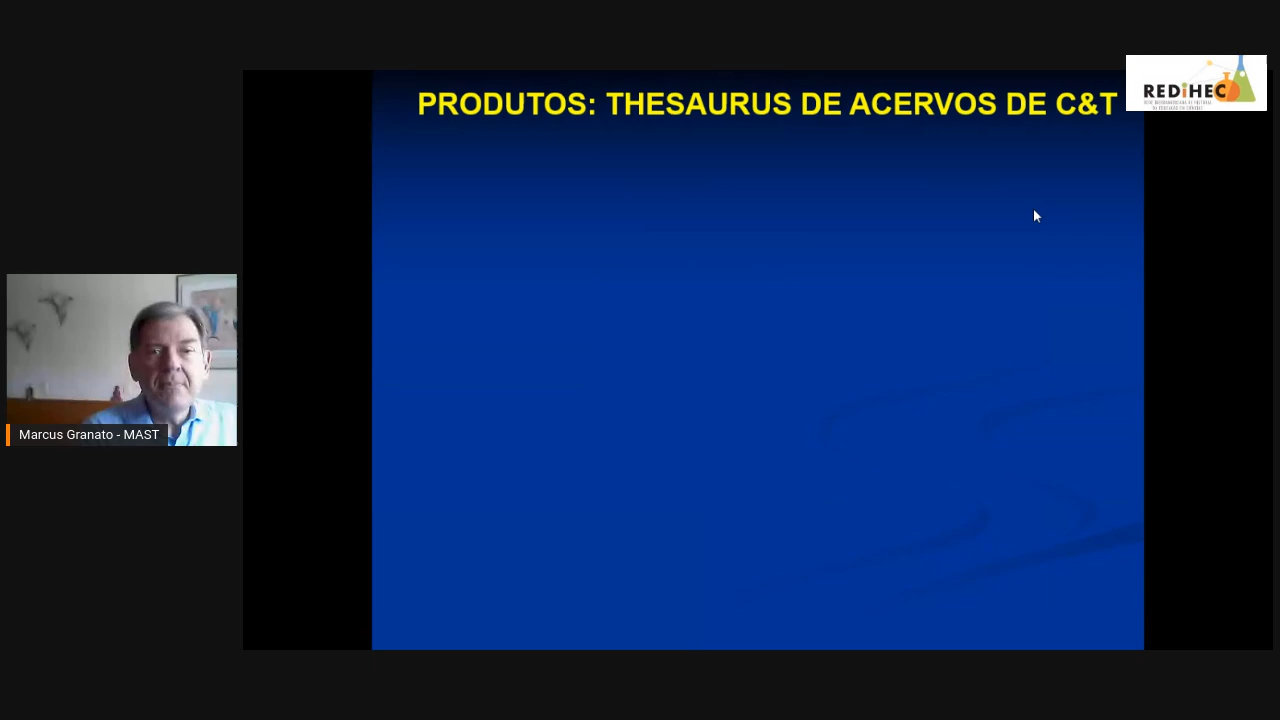 PRODUTOS: THESAURUS DE ACERVOS DE C&T
REDiHEC
Marcus Granato - MAST